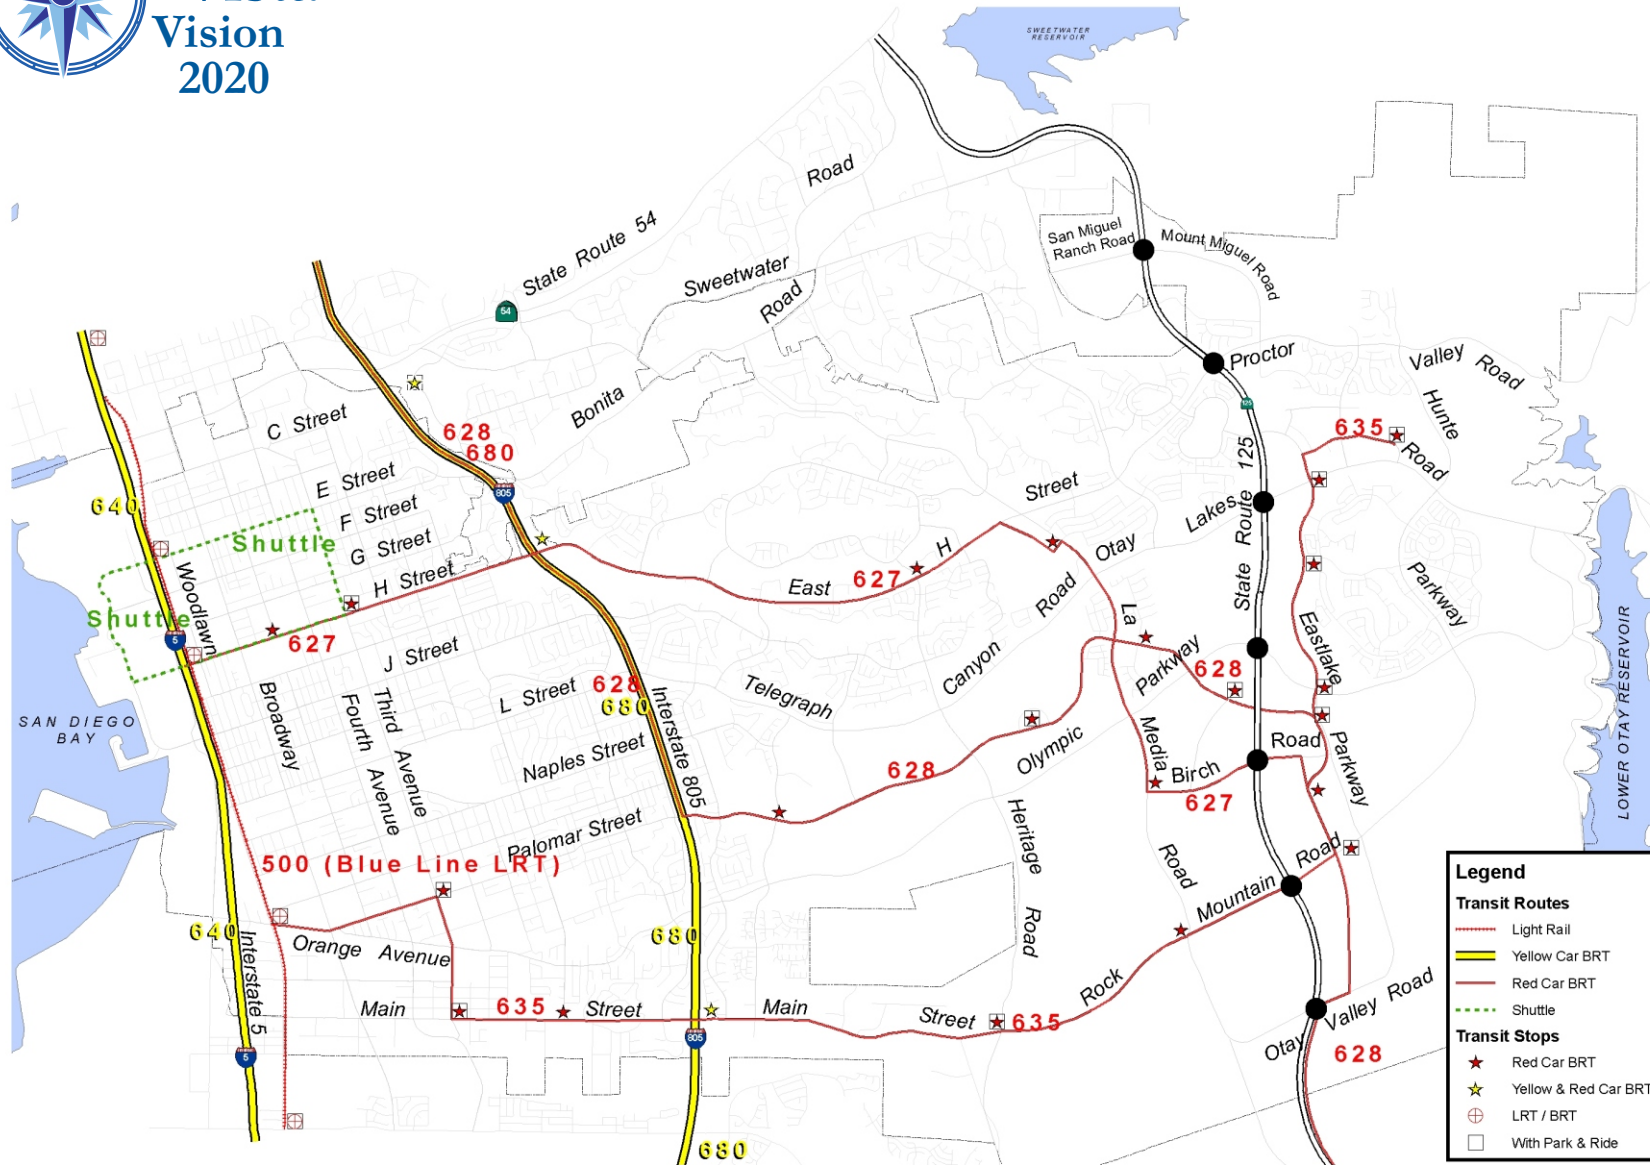 Vision
2020
SWEETWATER
RESERVOIR
Road
San Miguel
Ranch Road
Mount Miguel Road
State Route 54
54
Sweetwater
Road
Proctor
Valley Road
125
Hunte
Bonita
C Street
628
680
635
Road
E Street
805
State Route 125
Street
Lakes
640
F Street
Shuttle
G Street
Otay
H
H Street
East
627
Road
Parkway
Woodlawn
Shuttle
La
Eastlake
LOWER OTAY RESERVOIR
5
627
J Street
Canyon
Parkway
628
628
L Street
Telegraph
680
SAN DIEGO
BAY
Broadway
Fourth Avenue
Third Avenue
Interstate 805
Media
Road
Naples Street
Olympic
Parkway
628
Birch
627
Palomar Street
Heritage
Road
500 (Blue Line LRT)
Road
Road
Mountain
640
680
Orange Avenue
Interstate 5
Rock
Main
635
Street
Main
Street
635
Valley Road
805
Otay
5
628
680
Legend
Transit Routes
Light Rail
Yellow Car BRT
Red Car BRT
Shuttle
Transit Stops
Red Car BRT
Yellow & Red Car BRT
LRT / BRT
With Park & Ride